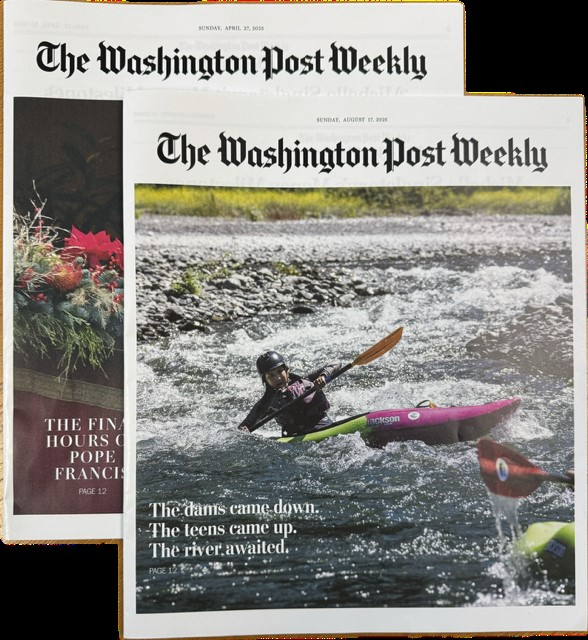 SUNDAY, APRIL 27, 2025
The Washington Post Weekly
THE FINA
HOURS O
POPE
FRANCIS
PAGE 12
SUNDAY, AUGUST 17, 2025
The Washington Post Weekly
jackson
The dams came down.
The teens came up.
The river awaited.
PAGE 12